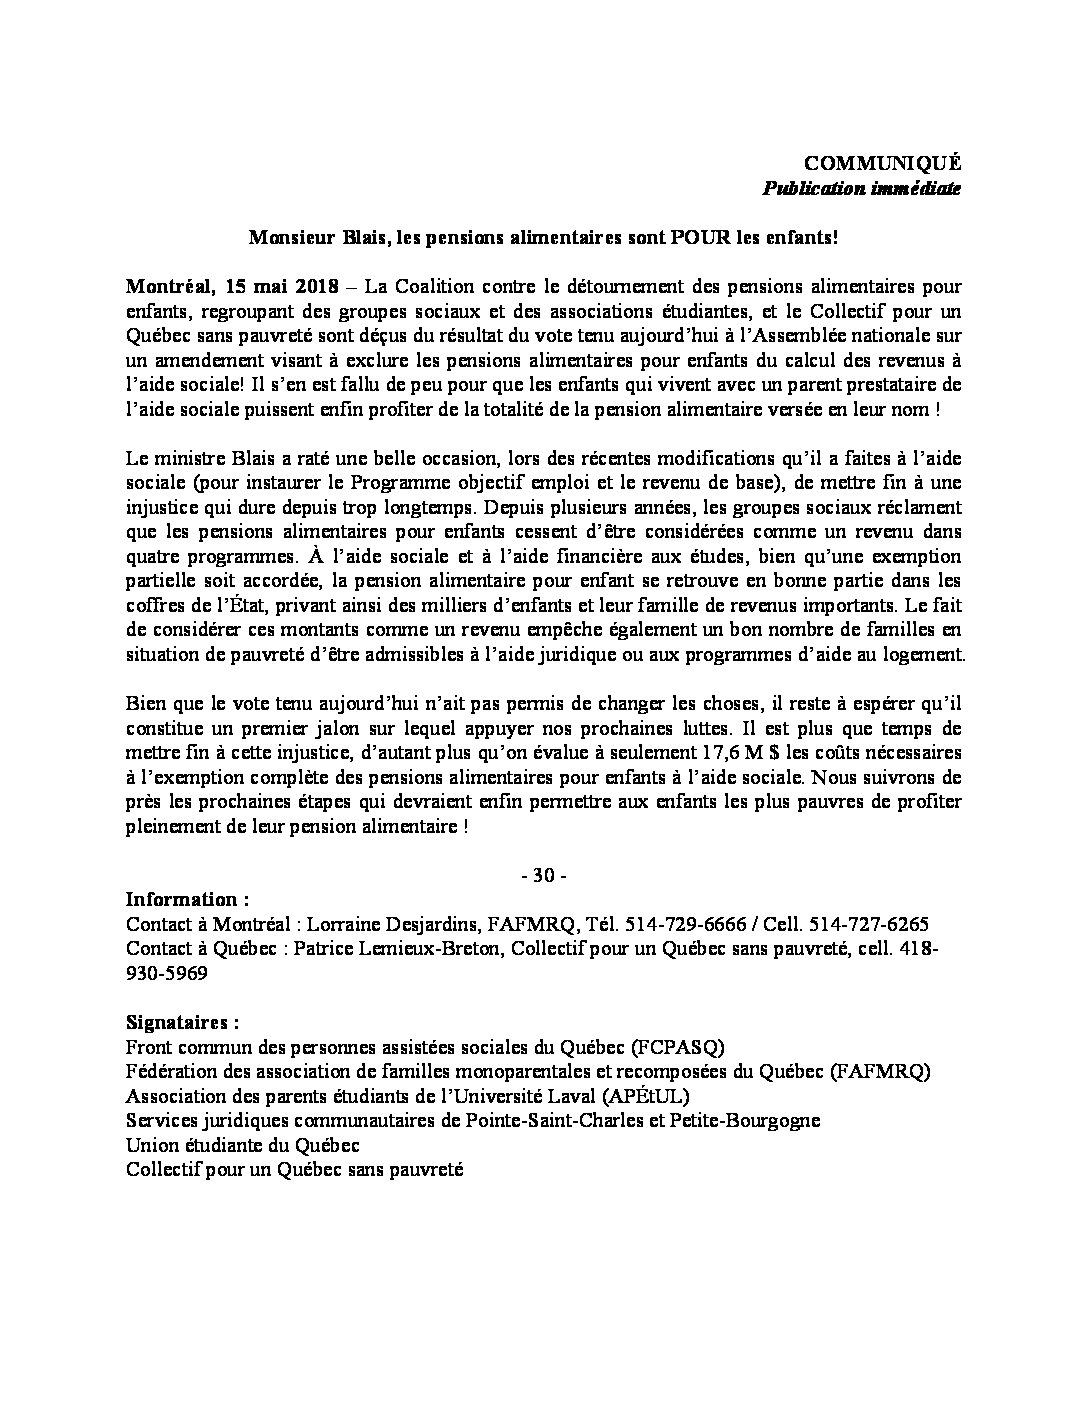 COMMUNIQUÉ
Publication immédiate
Monsieur Blais, les pensions alimentaires sont POUR les enfants!
Montréal, 15 mai 2018 – La Coalition contre le détournement des pensions alimentaires pour
enfants, regroupant des groupes sociaux et des associations étudiantes, et le Collectif pour un
Québec sans pauvreté sont déçus du résultat du vote tenu aujourd’hui à l’Assemblée nationale sur
un amendement visant à exclure les pensions alimentaires pour enfants du calcul des revenus à
l’aide sociale! Il s’en est fallu de peu pour que les enfants qui vivent avec un parent prestataire de
l’aide sociale puissent enfin profiter de la totalité de la pension alimentaire versée en leur nom !
Le ministre Blais a raté une belle occasion, lors des récentes modifications qu’il a faites à l’aide
sociale (pour instaurer le Programme objectif emploi et le revenu de base), de mettre fin à une
injustice qui dure depuis trop longtemps. Depuis plusieurs années, les groupes sociaux réclament
que les pensions alimentaires pour enfants cessent d’être considérées comme un revenu dans
quatre programmes. À l’aide sociale et à l’aide financière aux études, bien qu’une exemption
partielle soit accordée, la pension alimentaire pour enfant se retrouve en bonne partie dans les
coffres de l’État, privant ainsi des milliers d’enfants et leur famille de revenus importants. Le fait
de considérer ces montants comme un revenu empêche également un bon nombre de familles en
situation de pauvreté d’être admissibles à l’aide juridique ou aux programmes d’aide au logement.
Bien que le vote tenu aujourd’hui n’ait pas permis de changer les choses, il reste à espérer qu’il
constitue un premier jalon sur lequel appuyer nos prochaines luttes. Il est plus que temps de
mettre fin à cette injustice, d’autant plus qu’on évalue à seulement 17,6 M $ les coûts nécessaires
à l’exemption complète des pensions alimentaires pour enfants à l’aide sociale. Nous suivrons de
près les prochaines étapes qui devraient enfin permettre aux enfants les plus pauvres de profiter
pleinement de leur pension alimentaire !
- 30 -
Information :
Contact à Montréal : Lorraine Desjardins, FAFMRQ, Tél. 514-729-6666 / Cell. 514-727-6265
Contact à Québec : Patrice Lemieux-Breton, Collectif pour un Québec sans pauvreté, cell. 418-
930-5969
Signataires :
Front commun des personnes assistées sociales du Québec (FCPASQ)
Fédération des association de familles monoparentales et recomposées du Québec (FAFMRQ)
Association des parents étudiants de l’Université Laval (APÉtUL)
Services juridiques communautaires de Pointe-Saint-Charles et Petite-Bourgogne
Union étudiante du Québec
Collectif pour un Québec sans pauvreté